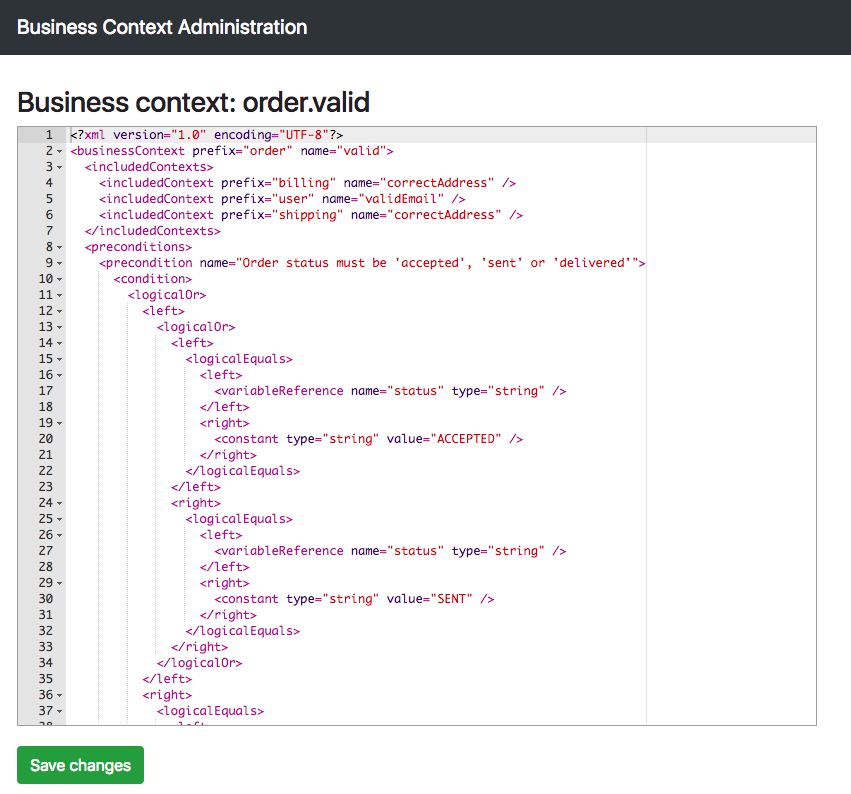 Business Context Administration
Business context: order.valid
1 <?xml version="1.0" encoding="UTF-8"?>
2 <businessContext prefix="order" name="valid">
3 <includedContexts>
4 <includedContext prefix="billing" name="correctAddress" />
5 <includedContext prefix="user" name="validEmail" />
6 <includedContext prefix="shipping" name="correctAddress" />
7 </includedContexts>
8 <preconditions>
9 <precondition name="Order status must be 'accepted', 'sent' or 'delivered'">
10 <condition>
11 <logicalOr>
12 <left>
13 <logicalOr>
14 <left>
15 <logicalEquals>
16 <left>
17 <variableReference name="status" type="string" />
18 </left>
19 <right>
20 <constant type="string" value="ACCEPTED" />
21 </right>
22 </logicalEquals>
23 </left>
24 <right>
25 <logicalEquals>
26 <left>
27 <variableReference name="status" type="string" />
28 </left>
29 <right>
30 <constant type="string" value="SENT" />
31 </right>
32 </logicalEquals>
33 </right>
34 </logicalOr>
35 </left>
36 <right>
37 <logicalEquals>
Save changes